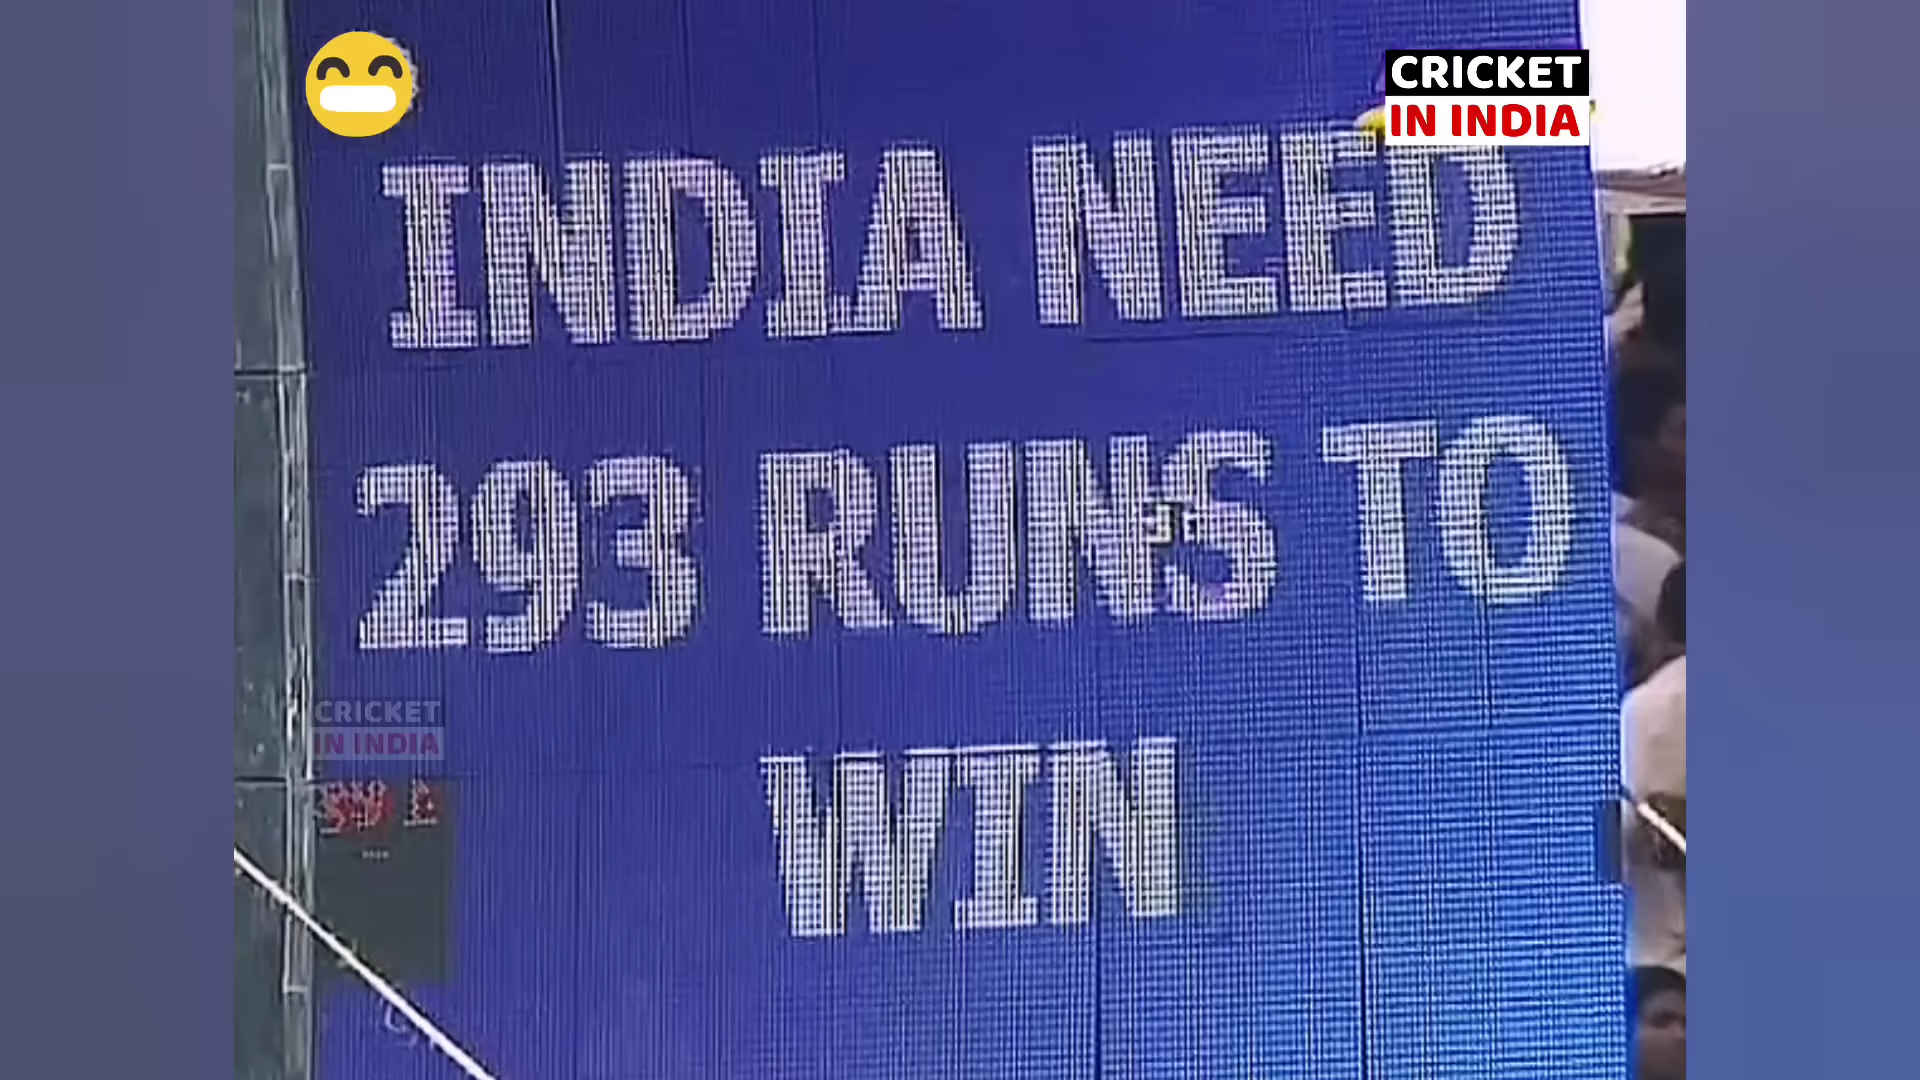 CRICKET
IN INDIA
INDIA NEED
293 RUNS TO
WIN
CRICKET
IN INDIA